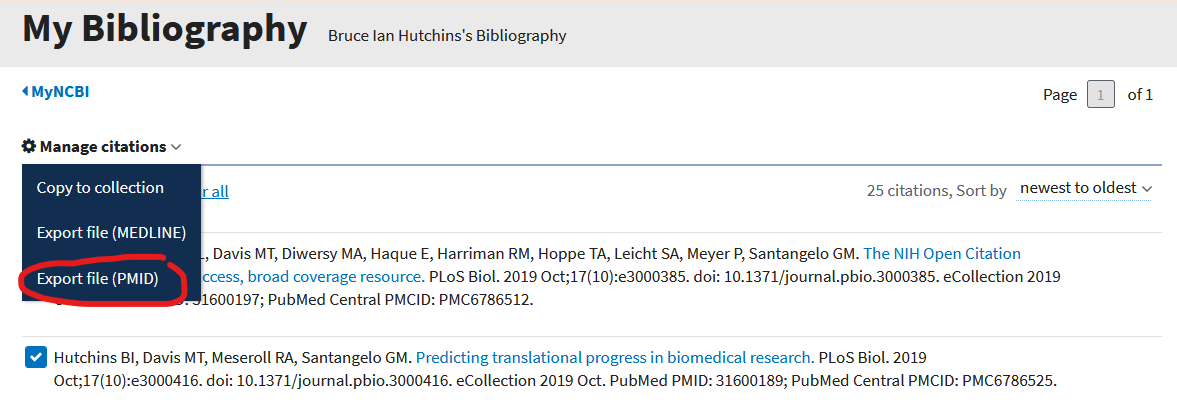 My Bibliography Bruce Ian Hutchins's Bibliography
MyNCBI
Page 1 of 1
Manage citations
Copy to collection
Export file (MEDLINE)
Export file (PMID)
all
25 citations, Sort by newest to oldest
Davis MT, Diwersy MA, Haque E, Harriman RM, Hoppe TA, Leicht SA, Meyer P, Santangelo GM. The NIH Open Citation
broad coverage resource. PLoS Biol. 2019 Oct;17(10):e3000385. doi: 10.1371/journal.pbio.3000385. eCollection 2019
31600197; PubMed Central PMCID: PMC6786512.
Hutchins BI, Davis MT, Meseroll RA, Santangelo GM. Predicting translational progress in biomedical research. PLoS Biol. 2019
Oct;17(10):e3000416. doi: 10.1371/journal.pbio.3000416. eCollection 2019 Oct. PubMed PMID: 31600189; PubMed Central PMCID: PMC6786525.